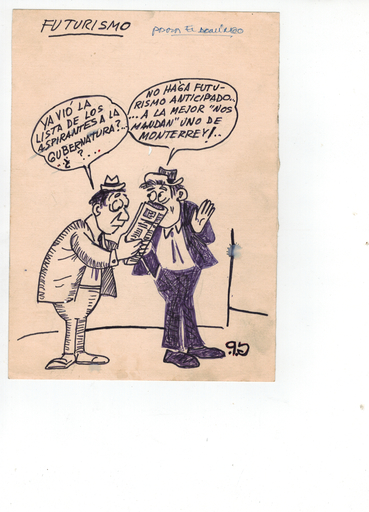 FUTURISMO
PARA EL DOMINGO
YA VIÓ LA
LISTA DE LOS
ASPIRANTES A LA
GUBERNATURA?..
..¿?....
NO HAGA FUTU-
RISMO ANTICIPADO..
...A LA MEJOR "NOS
MANDAN" UNO DE
MONTERREY!..